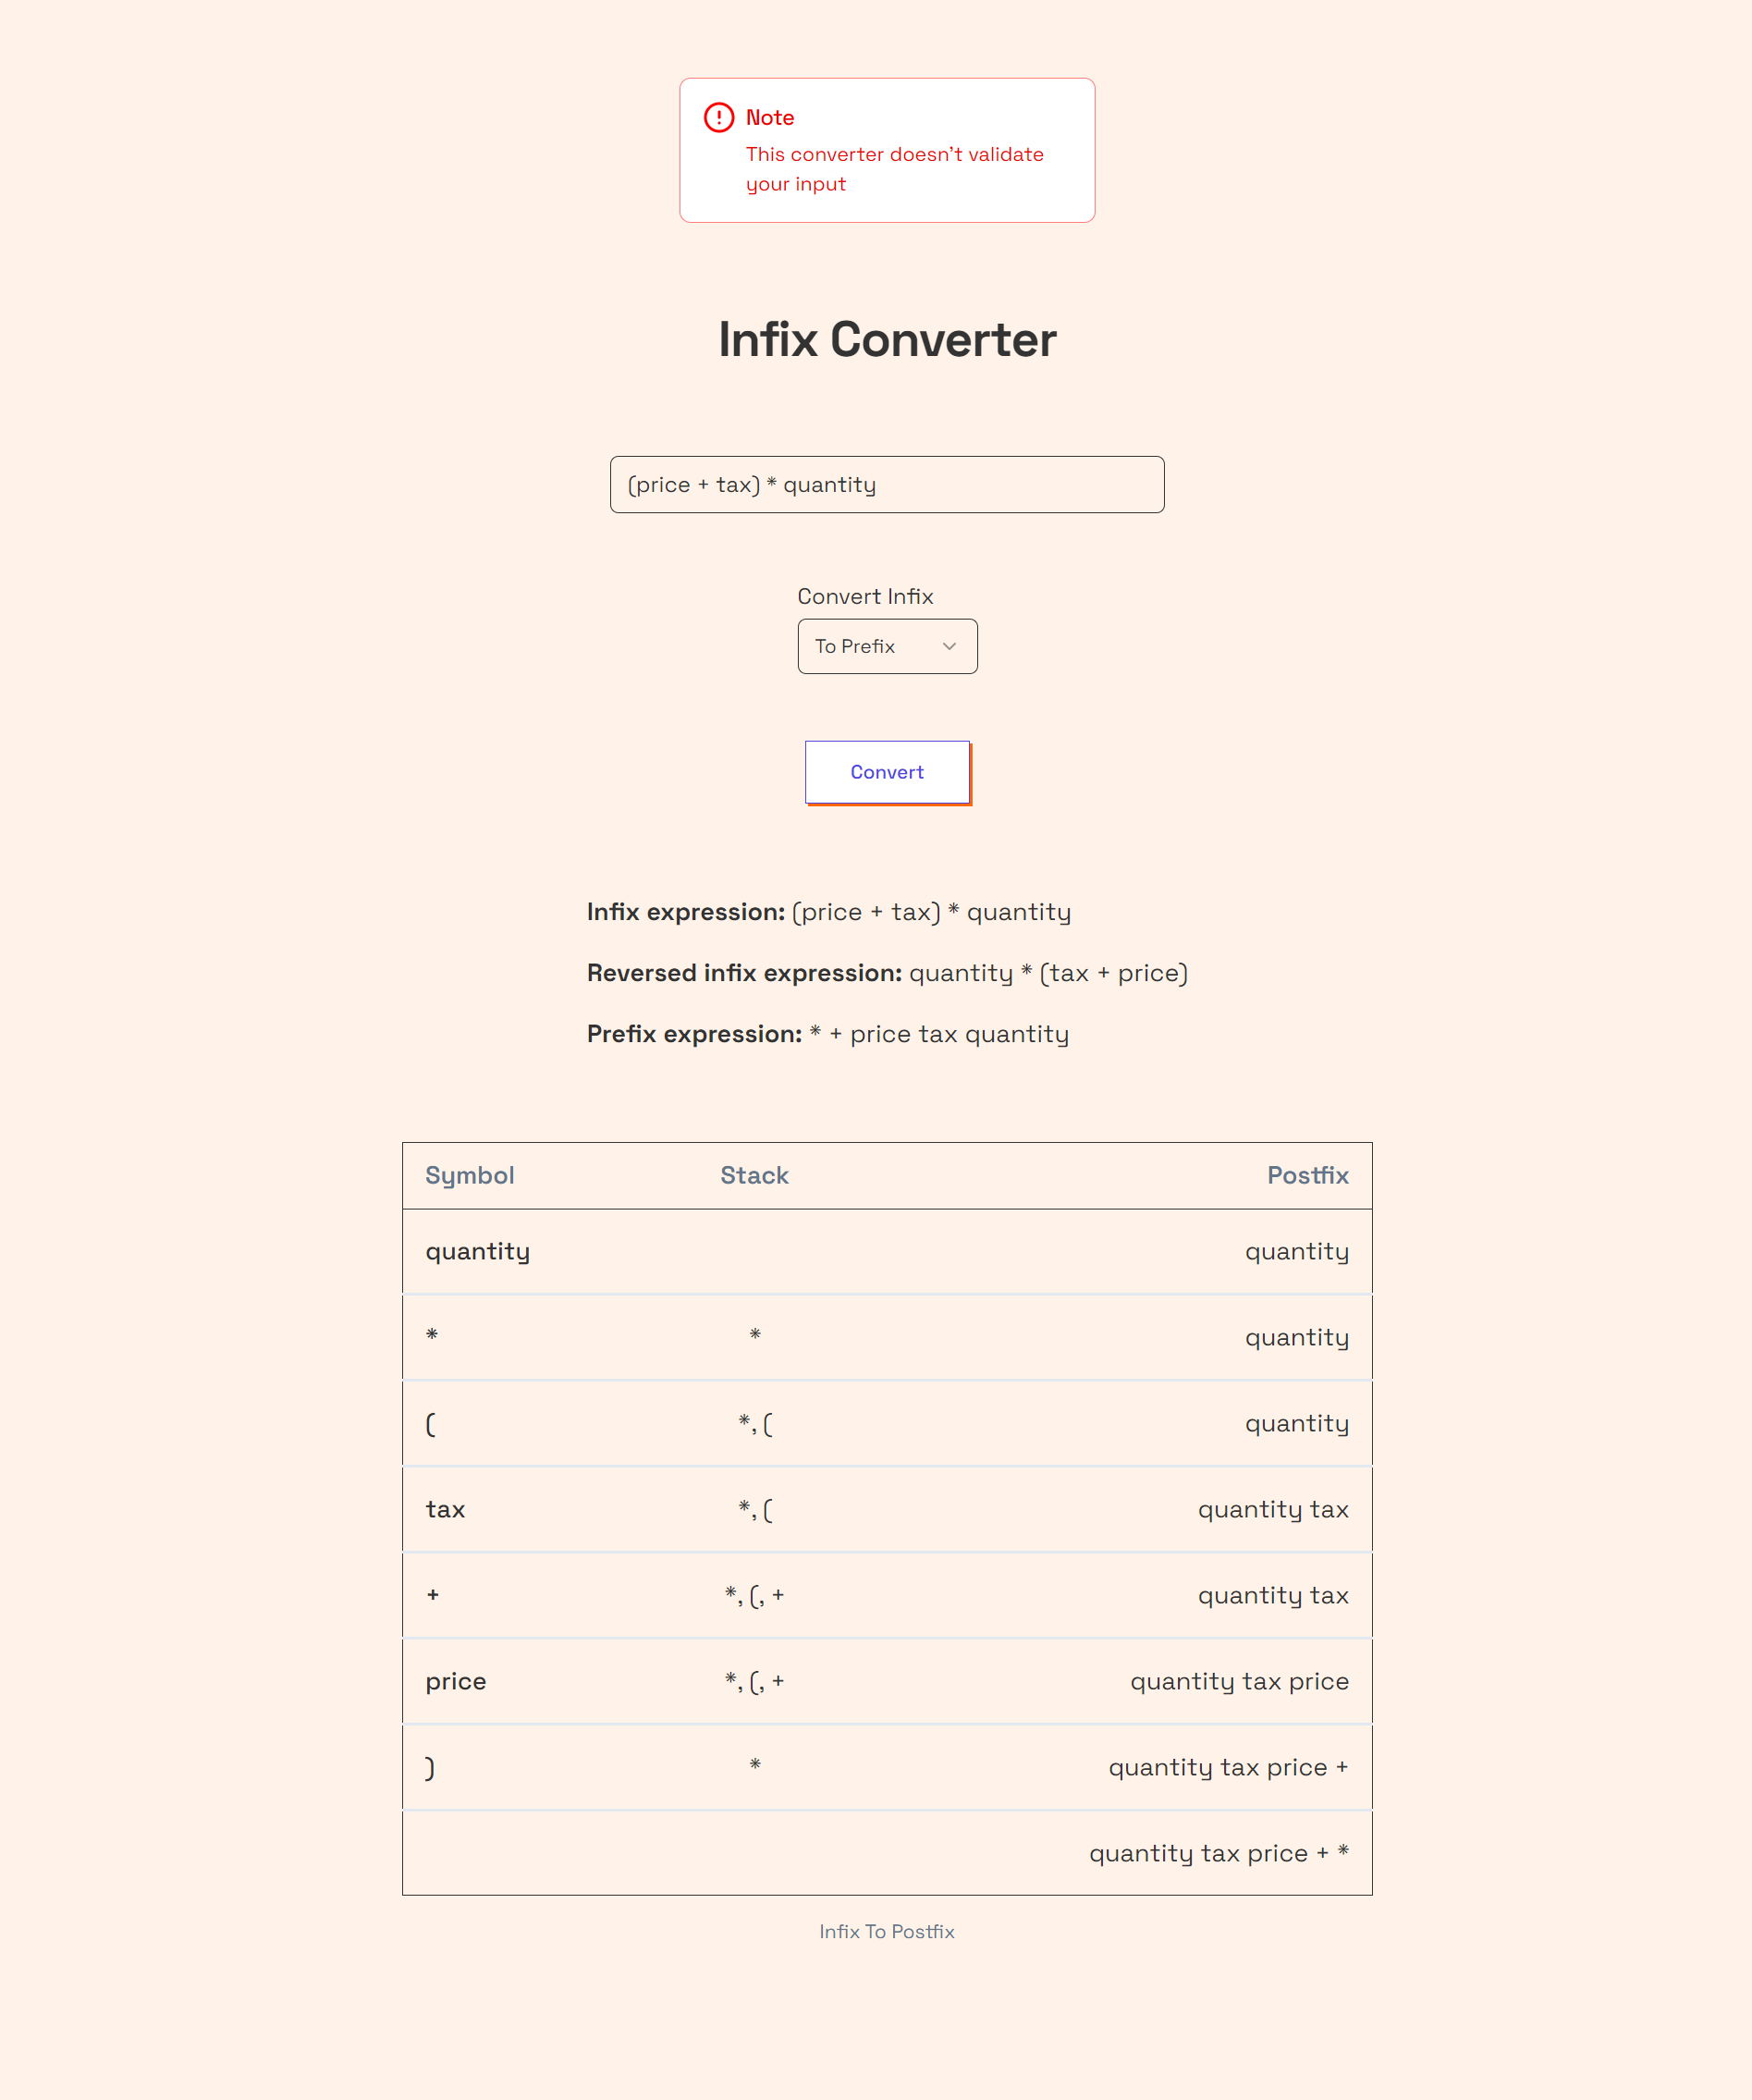 Note
This converter doesn't validate
your input
Infix Converter
(price + tax) * quantity
Convert Infix
To Prefix
Convert
Infix expression: (price + tax) * quantity
Reversed infix expression: quantity * (tax + price)
Prefix expression: * + price tax quantity
Symbol Stack Postfix
quantity quantity
* * quantity
( *, ( quantity
tax *, ( quantity tax
+ *, (, + quantity tax
price *, (, + quantity tax price
) * quantity tax price +
quantity tax price + *
Infix To Postfix